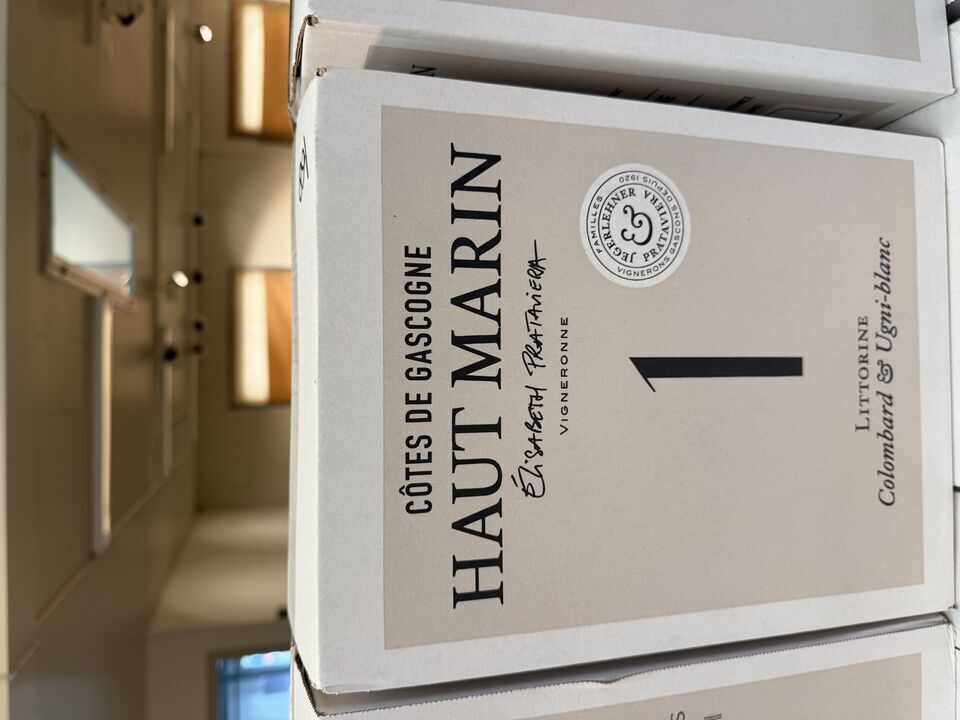 CÔTES DE GASCOGNE
HAUT MARIN
Élisabeth Prataviera
VIGNERONNE
FAMILLES
JEGERLEHNER & PRATAVIERA
VIGNERONS GASCONS DEPUIS 1920
1
LITTORINE
Colombard & Ugni-blanc